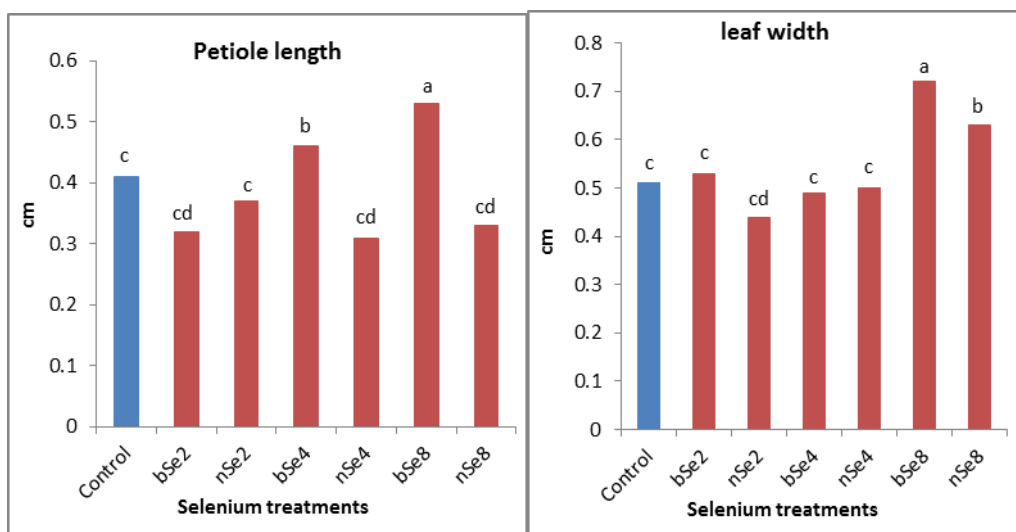 Petiole length
0.6
0.5
0.4
0.3
0.2
0.1
0
cm
c
cd
c
b
cd
a
cd
Control
bSe2
nSe2
bSe4
nSe4
bSe8
nSe8
Selenium treatments
leaf width
0.8
0.7
0.6
0.5
0.4
0.3
0.2
0.1
0
cm
c
c
cd
c
c
a
b
Control
bSe2
nSe2
bSe4
nSe4
bSe8
nSe8
Selenium treatments